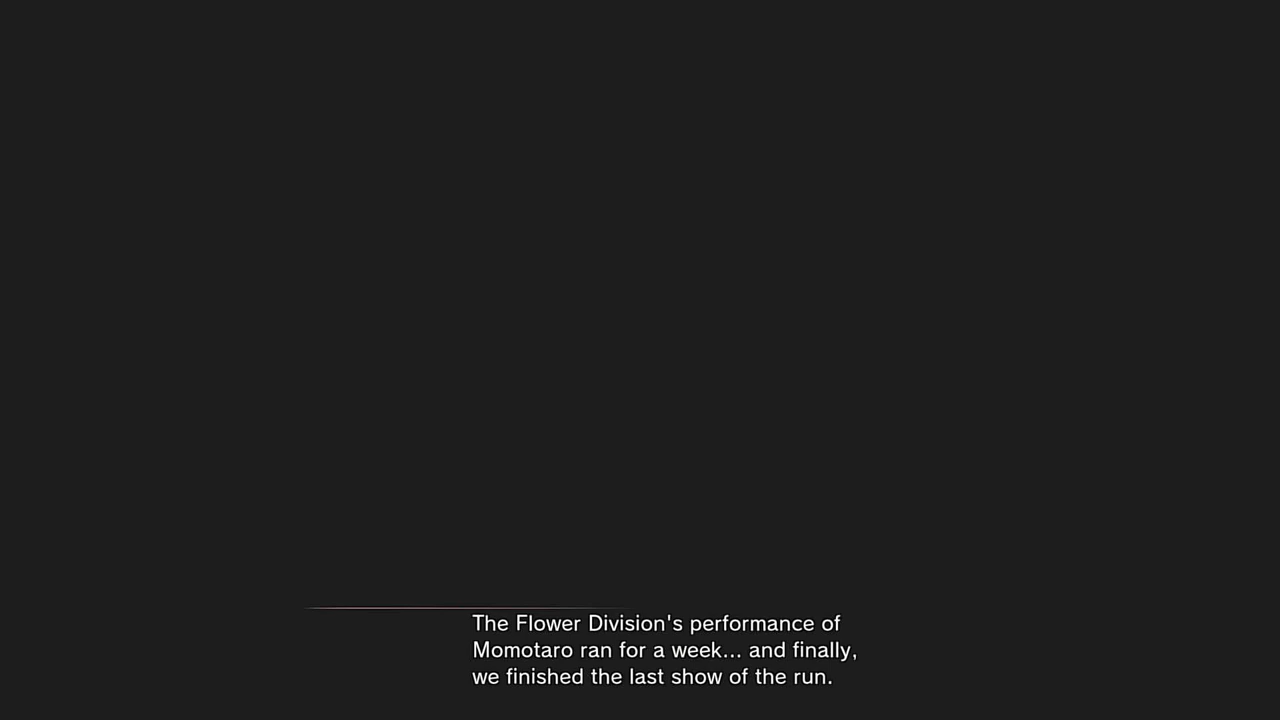 The Flower Division's performance of
Momotaro ran for a week... and finally,
we finished the last show of the run.